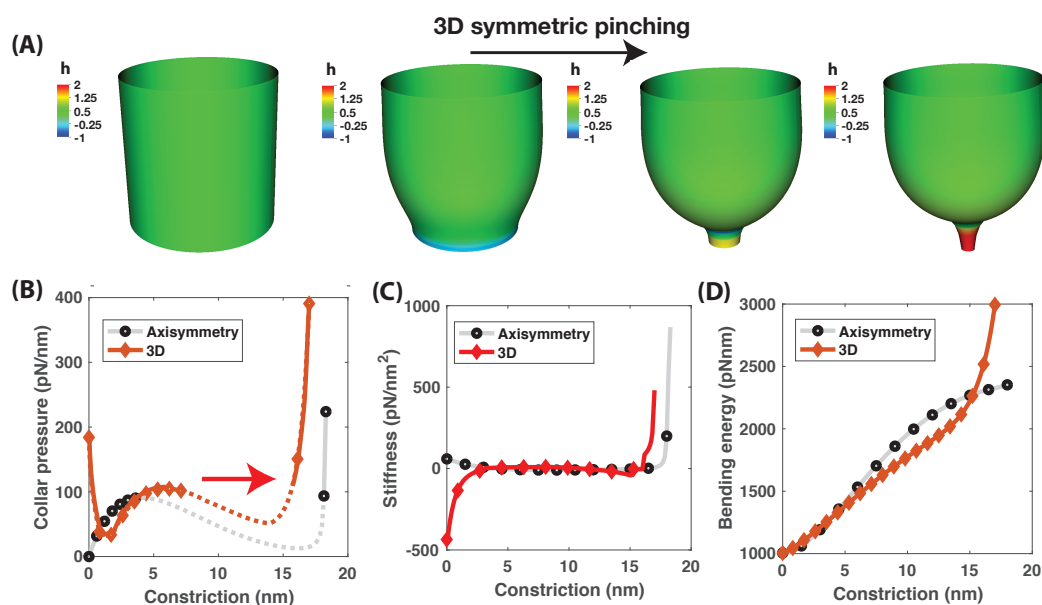 3D symmetric pinching
(A)
h
2
1.25
0.5
-0.25
-1
h
2
1.25
0.5
-0.25
-1
h
2
1.25
0.5
-0.25
-1
h
2
1.25
0.5
-0.25
-1
(B)
Collar pressure (pN/nm)
400
300
200
100
0
Axisymmetry
3D
0
5
10
15
20
Constriction (nm)
(C)
Stiffness (pN/nm²)
1000
500
0
-500
Axisymmetry
3D
0
5
10
15
20
Constriction (nm)
(D)
Bending energy (pNnm)
3000
2500
2000
1500
1000
Axisymmetry
3D
0
5
10
15
20
Constriction (nm)